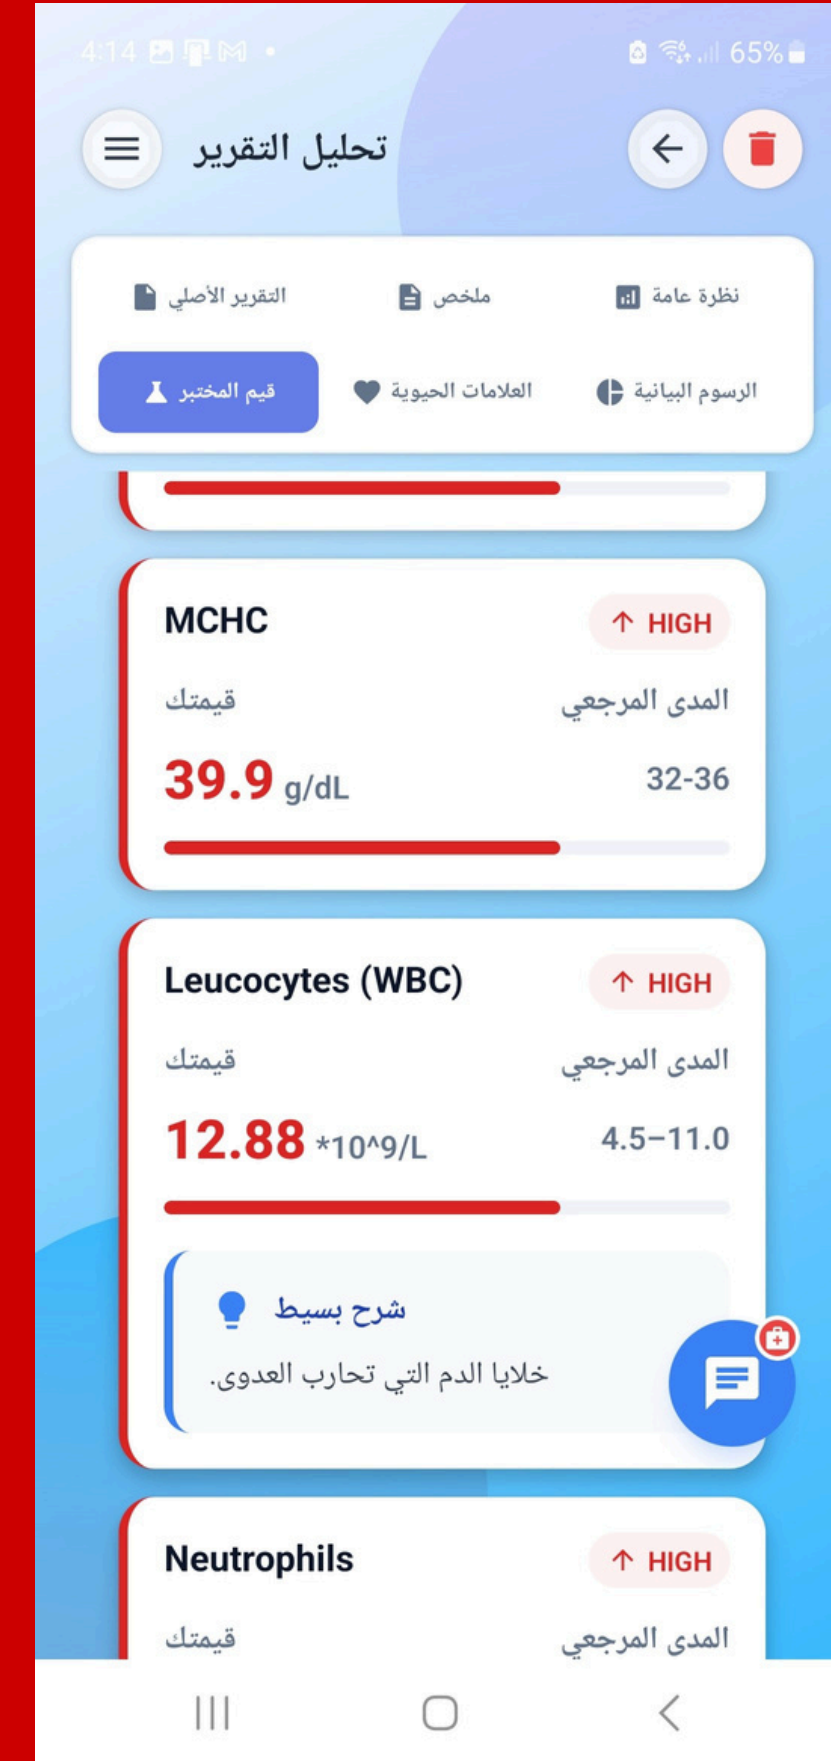 4:14
65%
تحليل التقرير
نظرة عامة
ملخص
التقرير الأصلي
الرسوم البيانية
العلامات الحيوية
قيم المختبر
MCHC
↑ HIGH
قيمتك
المدى المرجعي
39.9 g/dL
32-36
Leucocytes (WBC)
↑ HIGH
قيمتك
المدى المرجعي
12.88 *10^9/L
4.5–11.0
شرح بسيط
خلايا الدم التي تحارب العدوى.
Neutrophils
↑ HIGH
قيمتك
المدى المرجعي